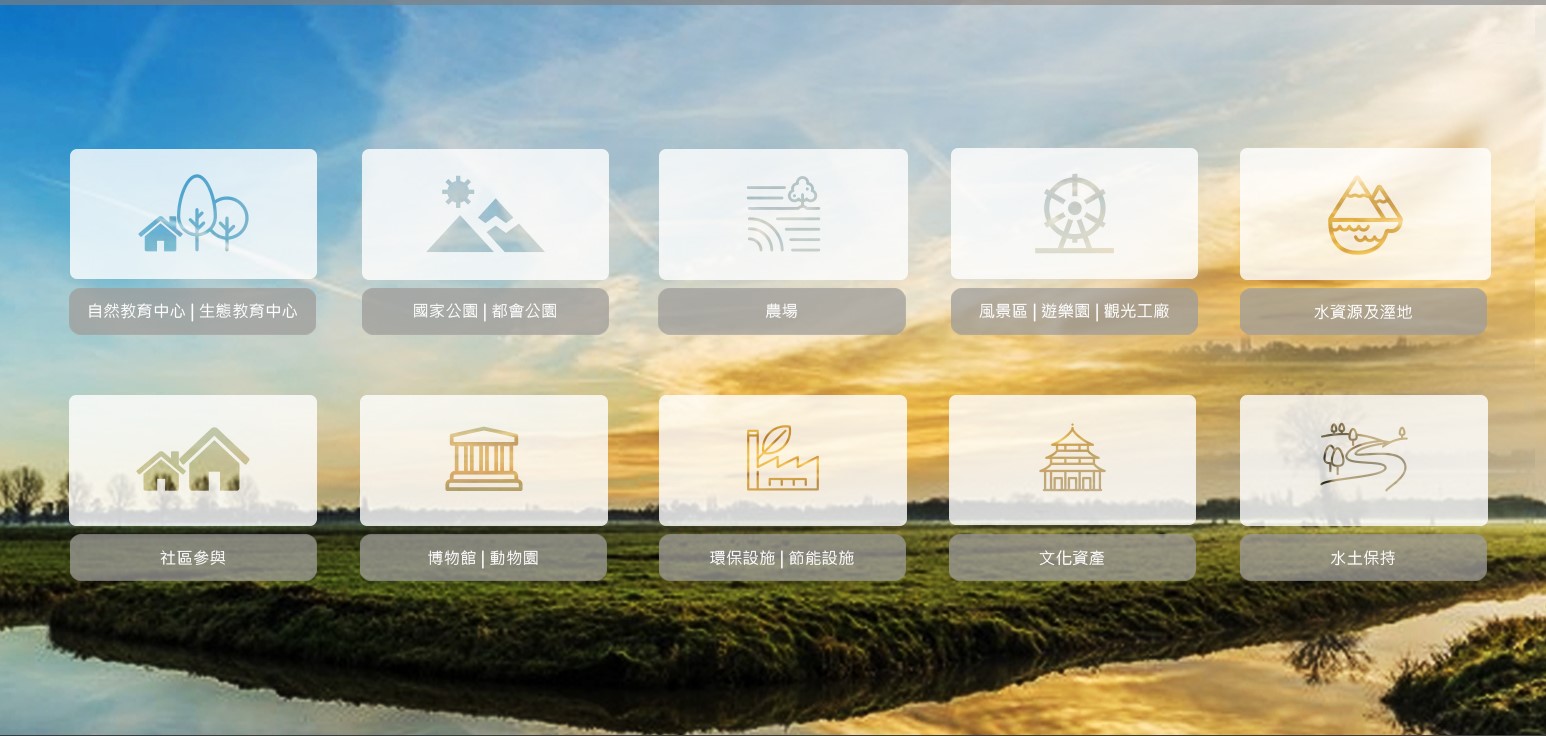 自然教育中心 | 生態教育中心
國家公園 | 都會公園
農場
風景區 | 遊樂園 | 觀光工廠
水資源及溼地
社區參與
博物館 | 動物園
環保設施 | 節能設施
文化資產
水土保持